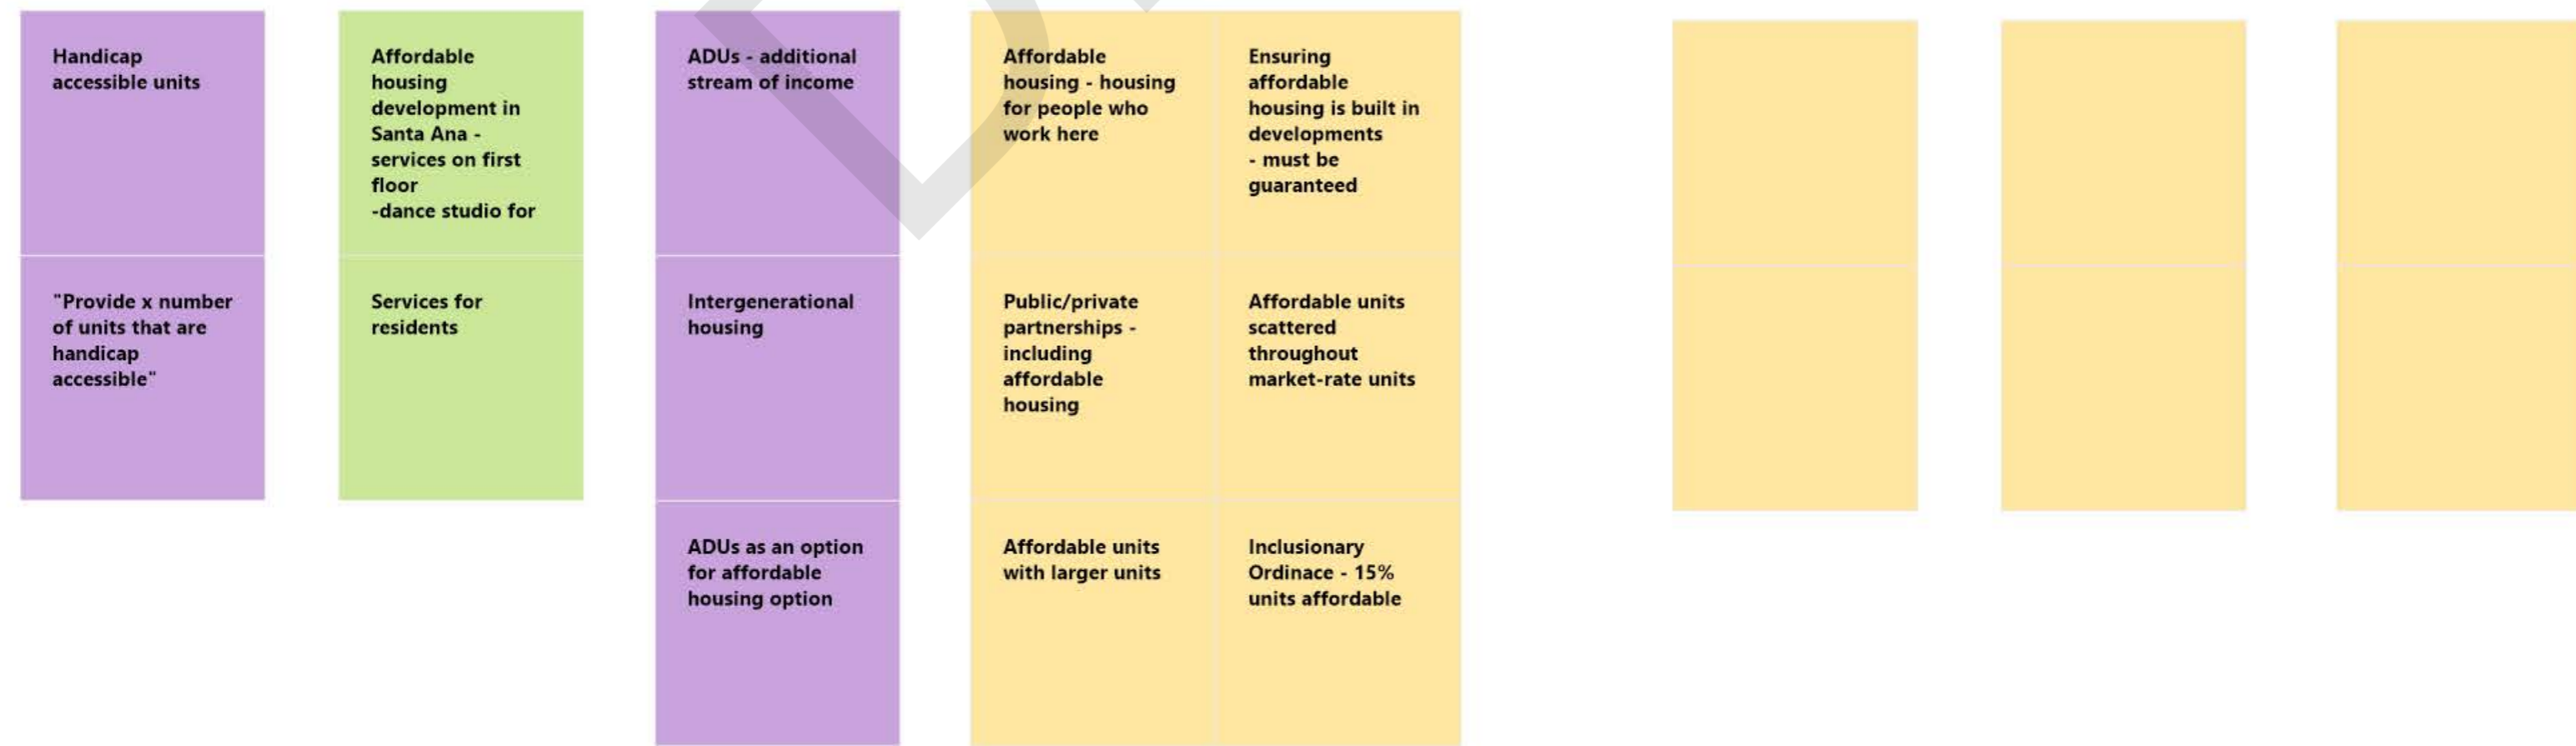 Handicap
accessible units
"Provide x number
of units that are
handicap
accessible"
Affordable
housing
development in
Santa Ana -
services on first
floor
-dance studio for
Services for
residents
ADUs - additional
stream of income
Intergenerational
housing
ADUs as an option
for affordable
housing option
Affordable
housing - housing
for people who
work here
Ensuring
affordable
housing is built in
developments
- must be
guaranteed
Public/private
partnerships -
including
affordable
housing
Affordable units
scattered
throughout
market-rate units
Affordable units
with larger units
Inclusionary
Ordinace - 15%
units affordable